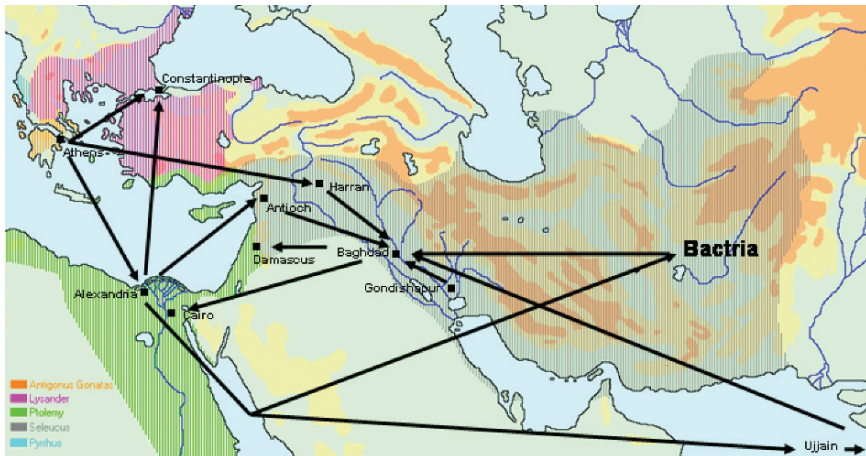 Constantinople
Athens
Harran
Antioch
Damascus
Baghdad
Bactria
Gondishapur
Alexandria
Cairo
Antigonus Gonatas
Lysander
Ptolemy
Seleucus
Pyrrhus
Ujjain